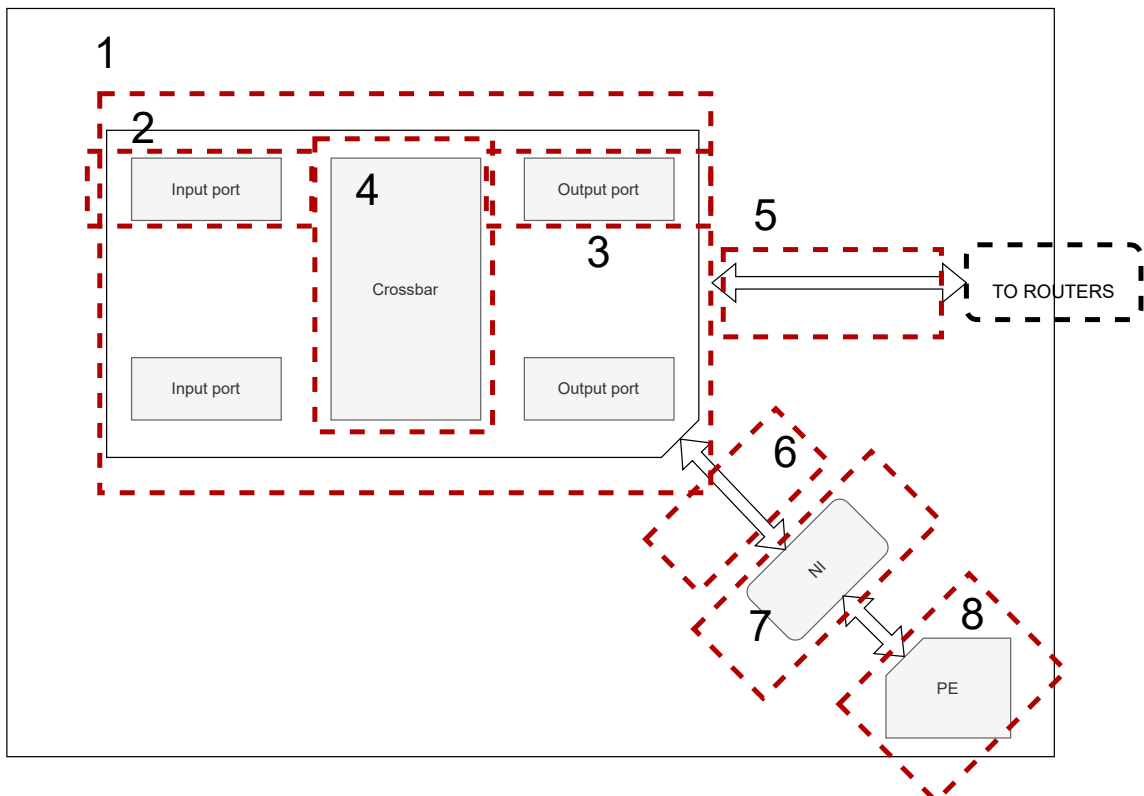 1
2
Input port
4
Output port
5
3
Crossbar
TO ROUTERS
Input port
Output port
6
NI
7
8
PE